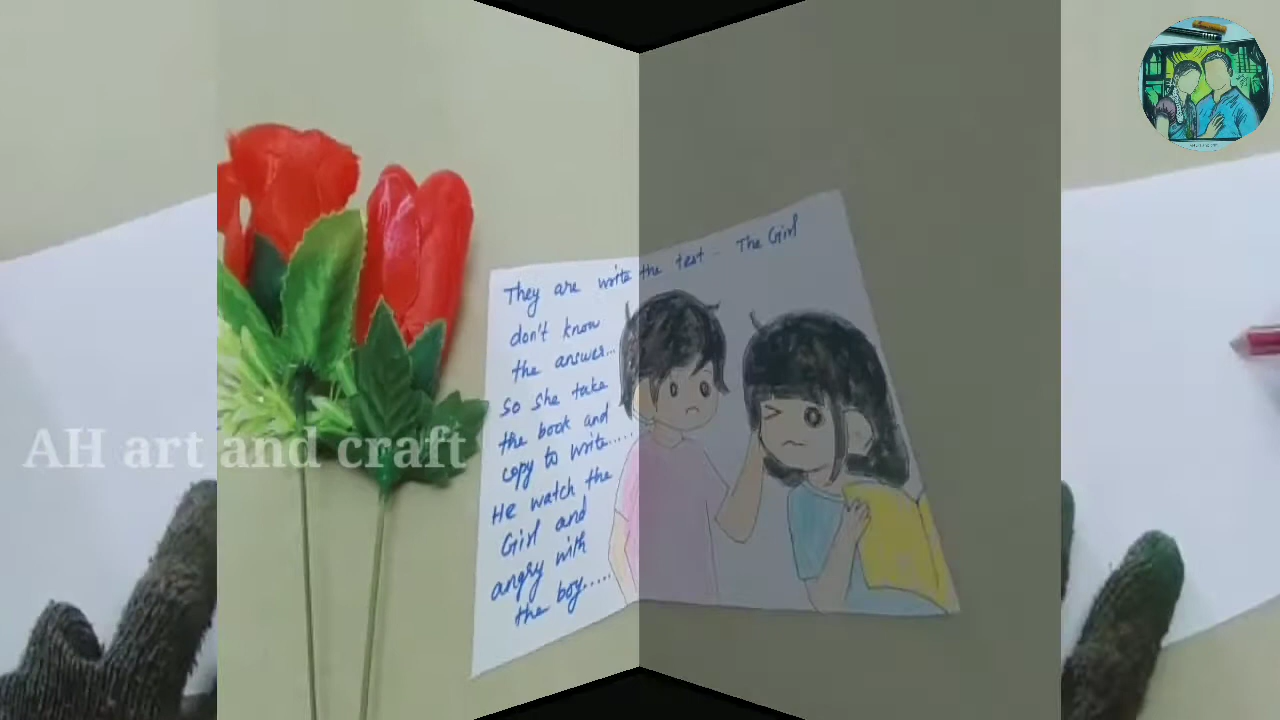 They are write the test - The Girl
don't know
the answer...
So she take
the book and
copy to write.....
He watch the
Girl and
angry with
the boy.....
AH art and craft